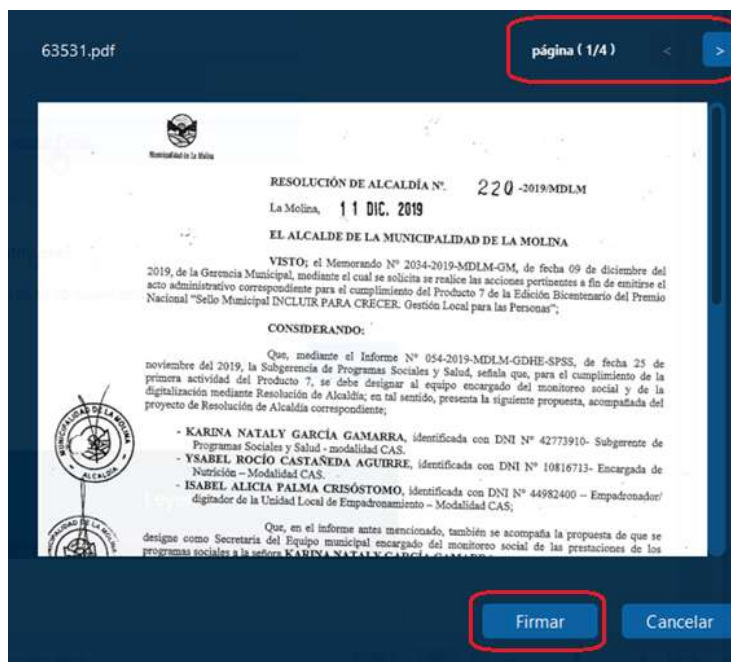 63531.pdf
página ( 1/4 ) < >
Municipalidad de La Molina
RESOLUCIÓN DE ALCALDÍA Nº. 220 -2019/MDLM
La Molina, 11 DIC. 2019
EL ALCALDE DE LA MUNICIPALIDAD DE LA MOLINA
VISTO; el Memorando Nº 2034-2019-MDLM-GM, de fecha 09 de diciembre del
2019, de la Gerencia Municipal, mediante el cual se solicita se realice las acciones pertinentes a fin de emitirse el
acto administrativo correspondiente para el cumplimiento del Producto 7 de la Edición Bicentenario del Premio
Nacional "Sello Municipal INCLUIR PARA CRECER. Gestión Local para las Personas";
CONSIDERANDO:
Que, mediante el Informe Nº 054-2019-MDLM-GDHE-SPSS, de fecha 25 de
noviembre del 2019, la Subgerencia de Programas Sociales y Salud, señala que, para el cumplimiento de la
primera actividad del Producto 7, se debe designar al equipo encargado del monitoreo social y de la
digitalización mediante Resolución de Alcaldía; en tal sentido, presenta la siguiente propuesta, acompañada del
proyecto de Resolución de Alcaldía correspondiente;
- KARINA NATALY GARCÍA GAMARRA, identificada con DNI Nº 42773910- Subgerente de
Programas Sociales y Salud - modalidad CAS.
- YSABEL ROCÍO CASTAÑEDA AGUIRRE, identificada con DNI Nº 10816713- Encargada de
Nutrición – Modalidad CAS.
- ISABEL ALICIA PALMA CRISÓSTOMO, identificada con DNI Nº 44982400 – Empadronador/
digitador de la Unidad Local de Empadronamiento – Modalidad CAS;
MUNICIPALIDAD DE LA MOLINA
ALCALDIA
Que, en el informe antes mencionado, también se acompaña la propuesta de que se
designe como Secretaria del Equipo municipal encargado del monitoreo social de las prestaciones de los
programas sociales a la señora KARINA NATALY GARCÍA
Firmar
Cancelar